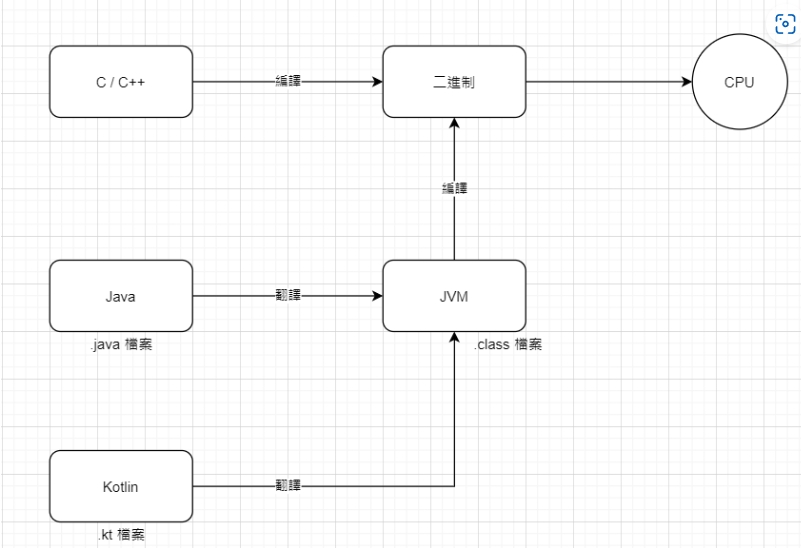 C / C++
編譯
二進制
CPU
編譯
Java
翻譯
JVM
.java 檔案
.class 檔案
Kotlin
翻譯
.kt 檔案